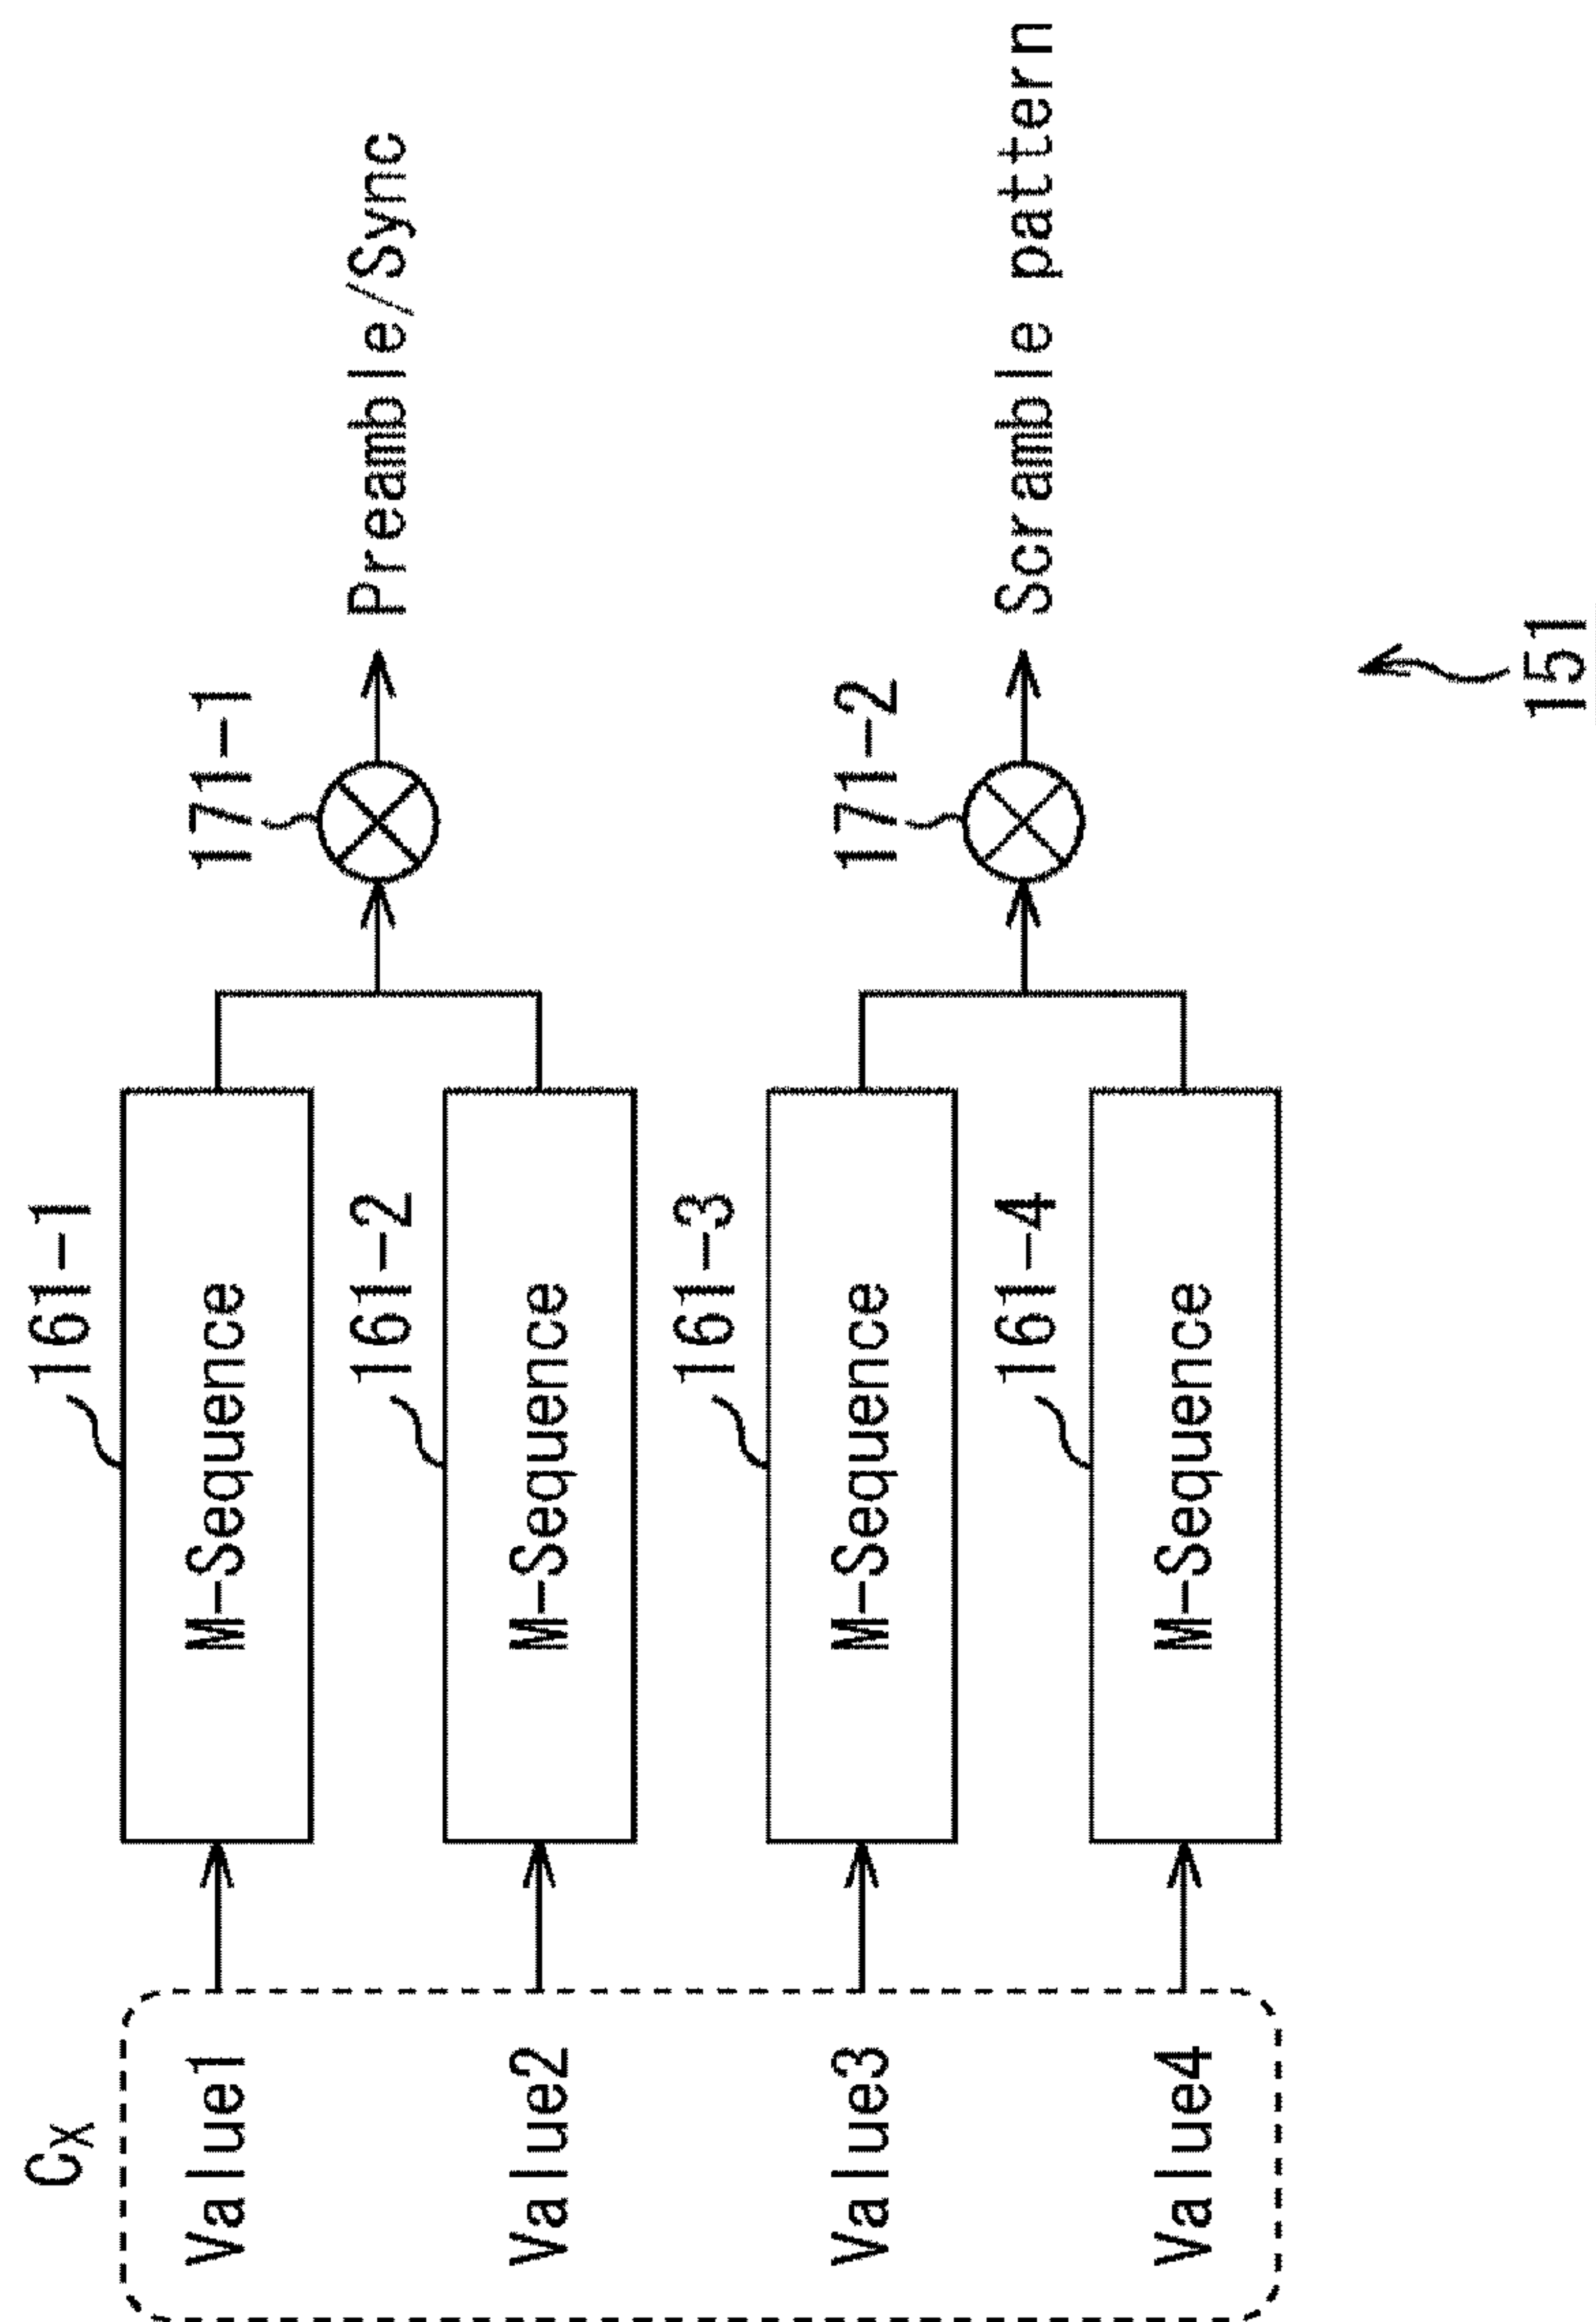 Cx
Value1
Value2
Value3
Value4
161-1
M-Sequence
161-2
M-Sequence
161-3
M-Sequence
161-4
M-Sequence
171-1
Preamble/Sync
171-2
Scramble pattern
151